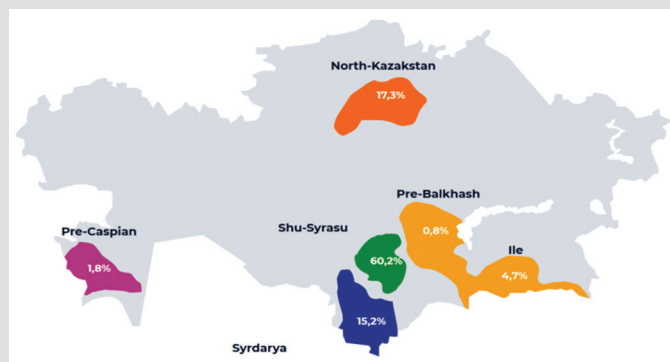 North-Kazakstan
17,3%
Pre-Balkhash
0,8%
Shu-Syrasu
60,2%
Pre-Caspian
1,8%
Ile
4,7%
15,2%
Syrdarya